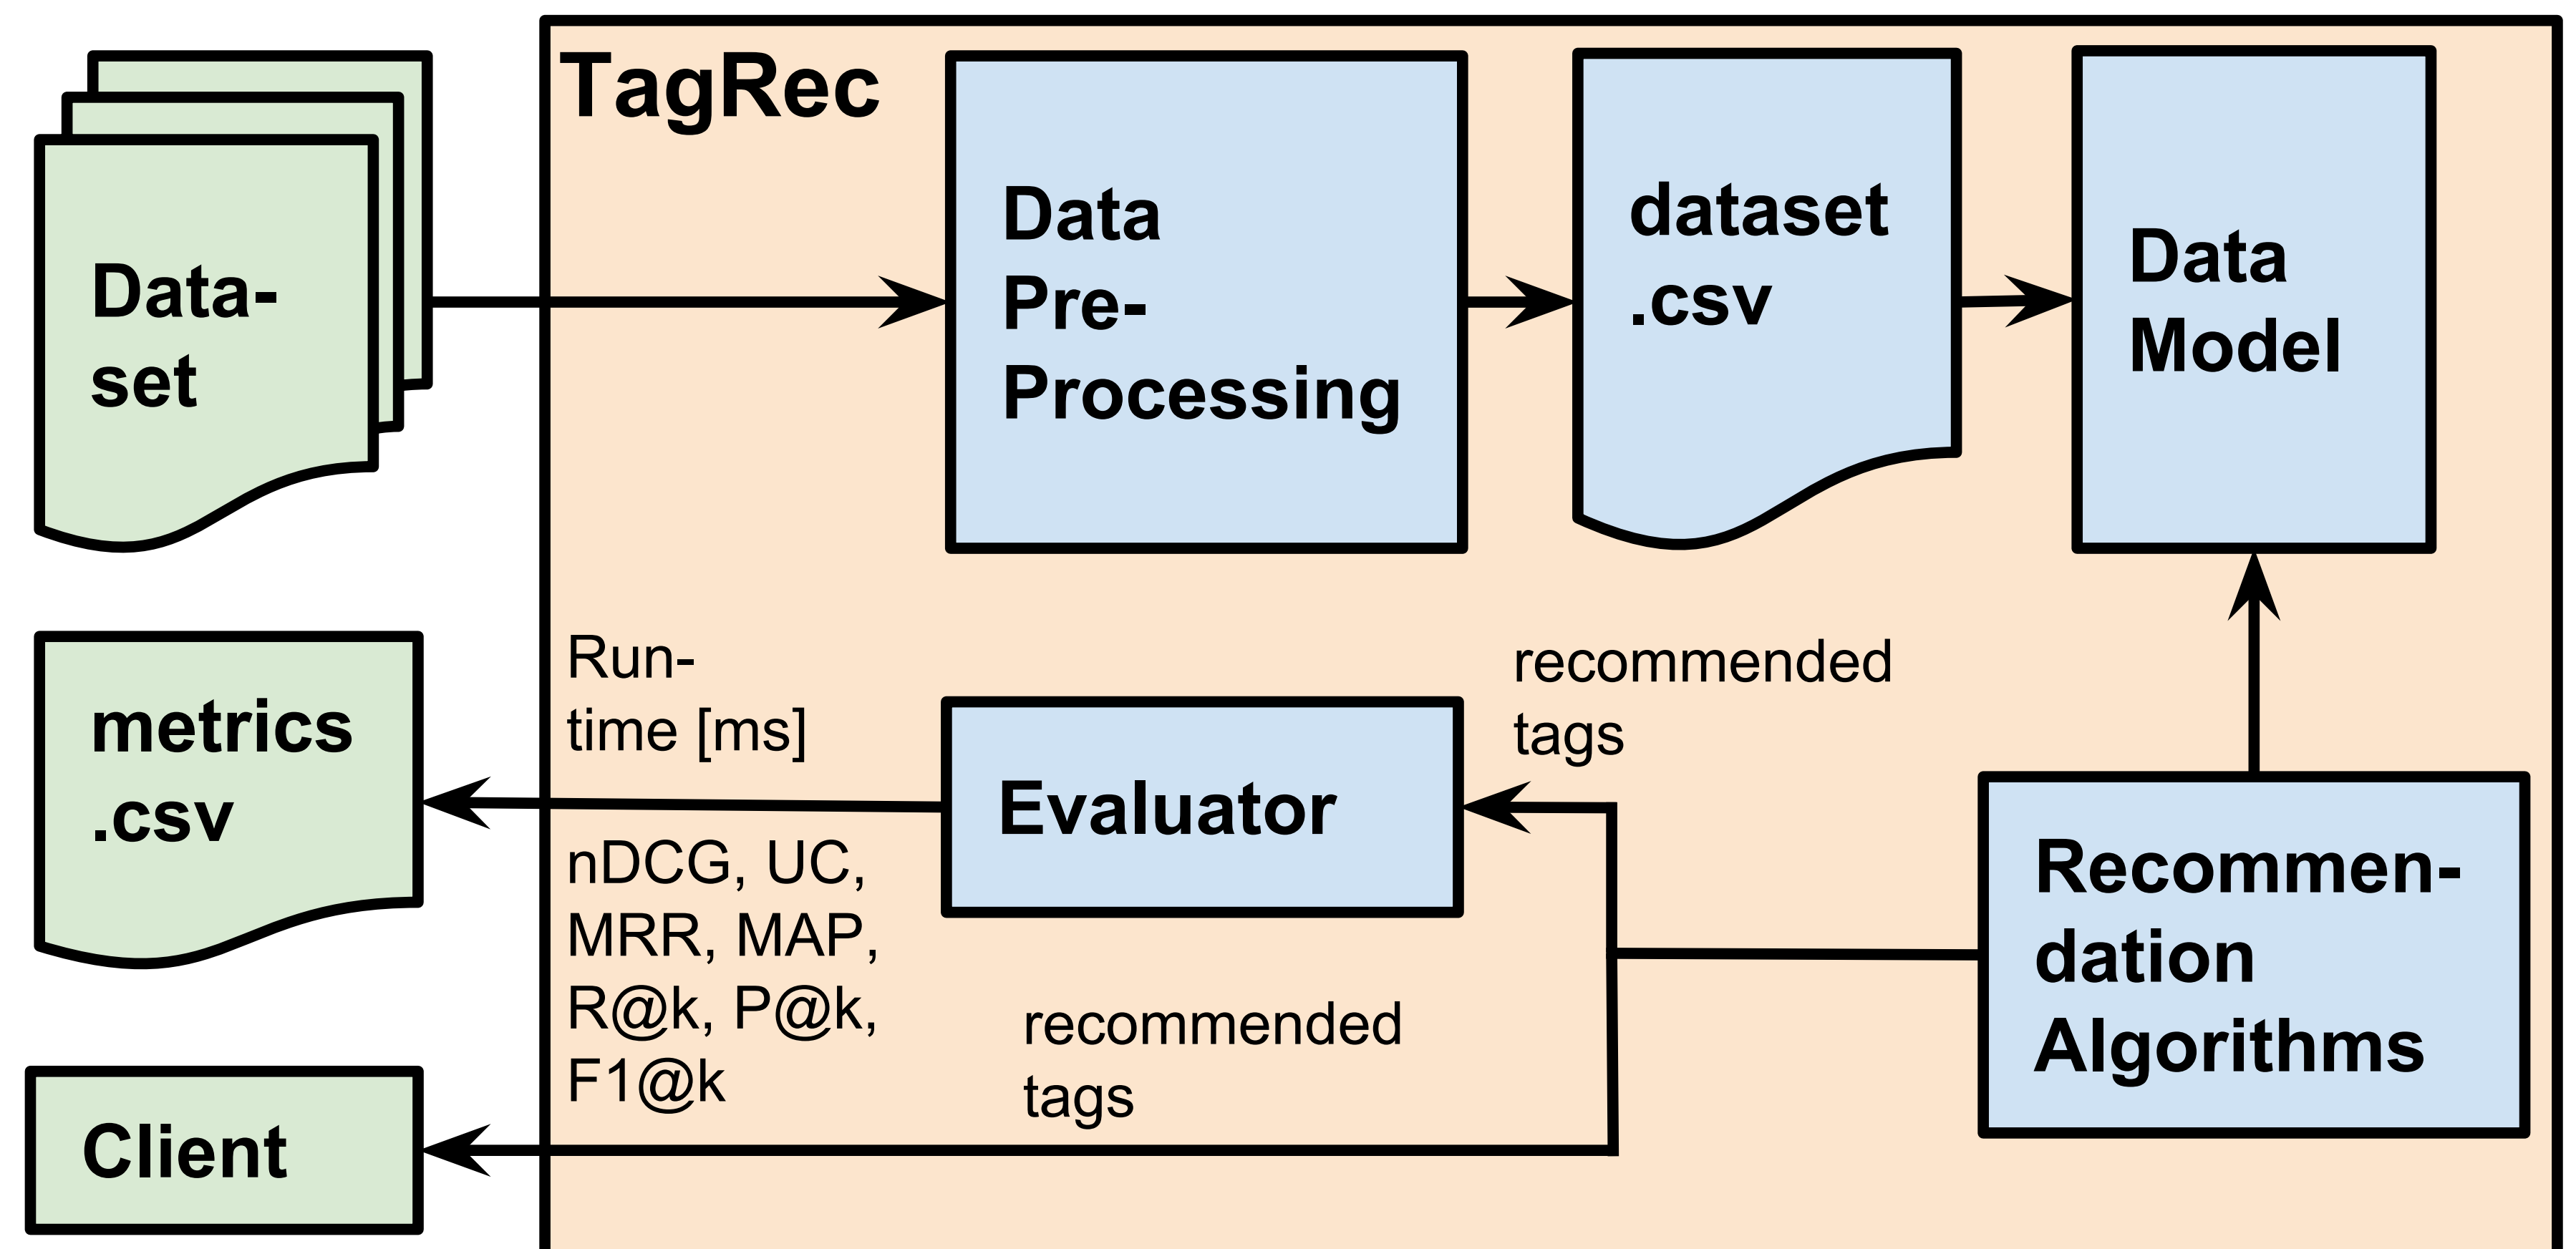 TagRec
Data-
set
Data
Pre-
Processing
dataset
.csv
Data
Model
metrics
.csv
Run-
time [ms]
nDCG, UC,
MRR, MAP,
R@k, P@k,
F1@k
Evaluator
recommended
tags
Recommen-
dation
Algorithms
recommended
tags
Client